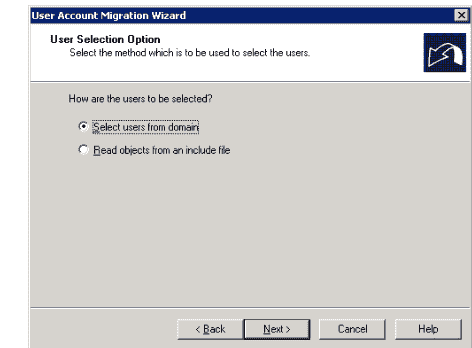 User Account Migration Wizard
User Selection Option
Select the method which is to be used to select the users.
How are the users to be selected?
Select users from domain
Read objects from an include file
< Back
Next >
Cancel
Help